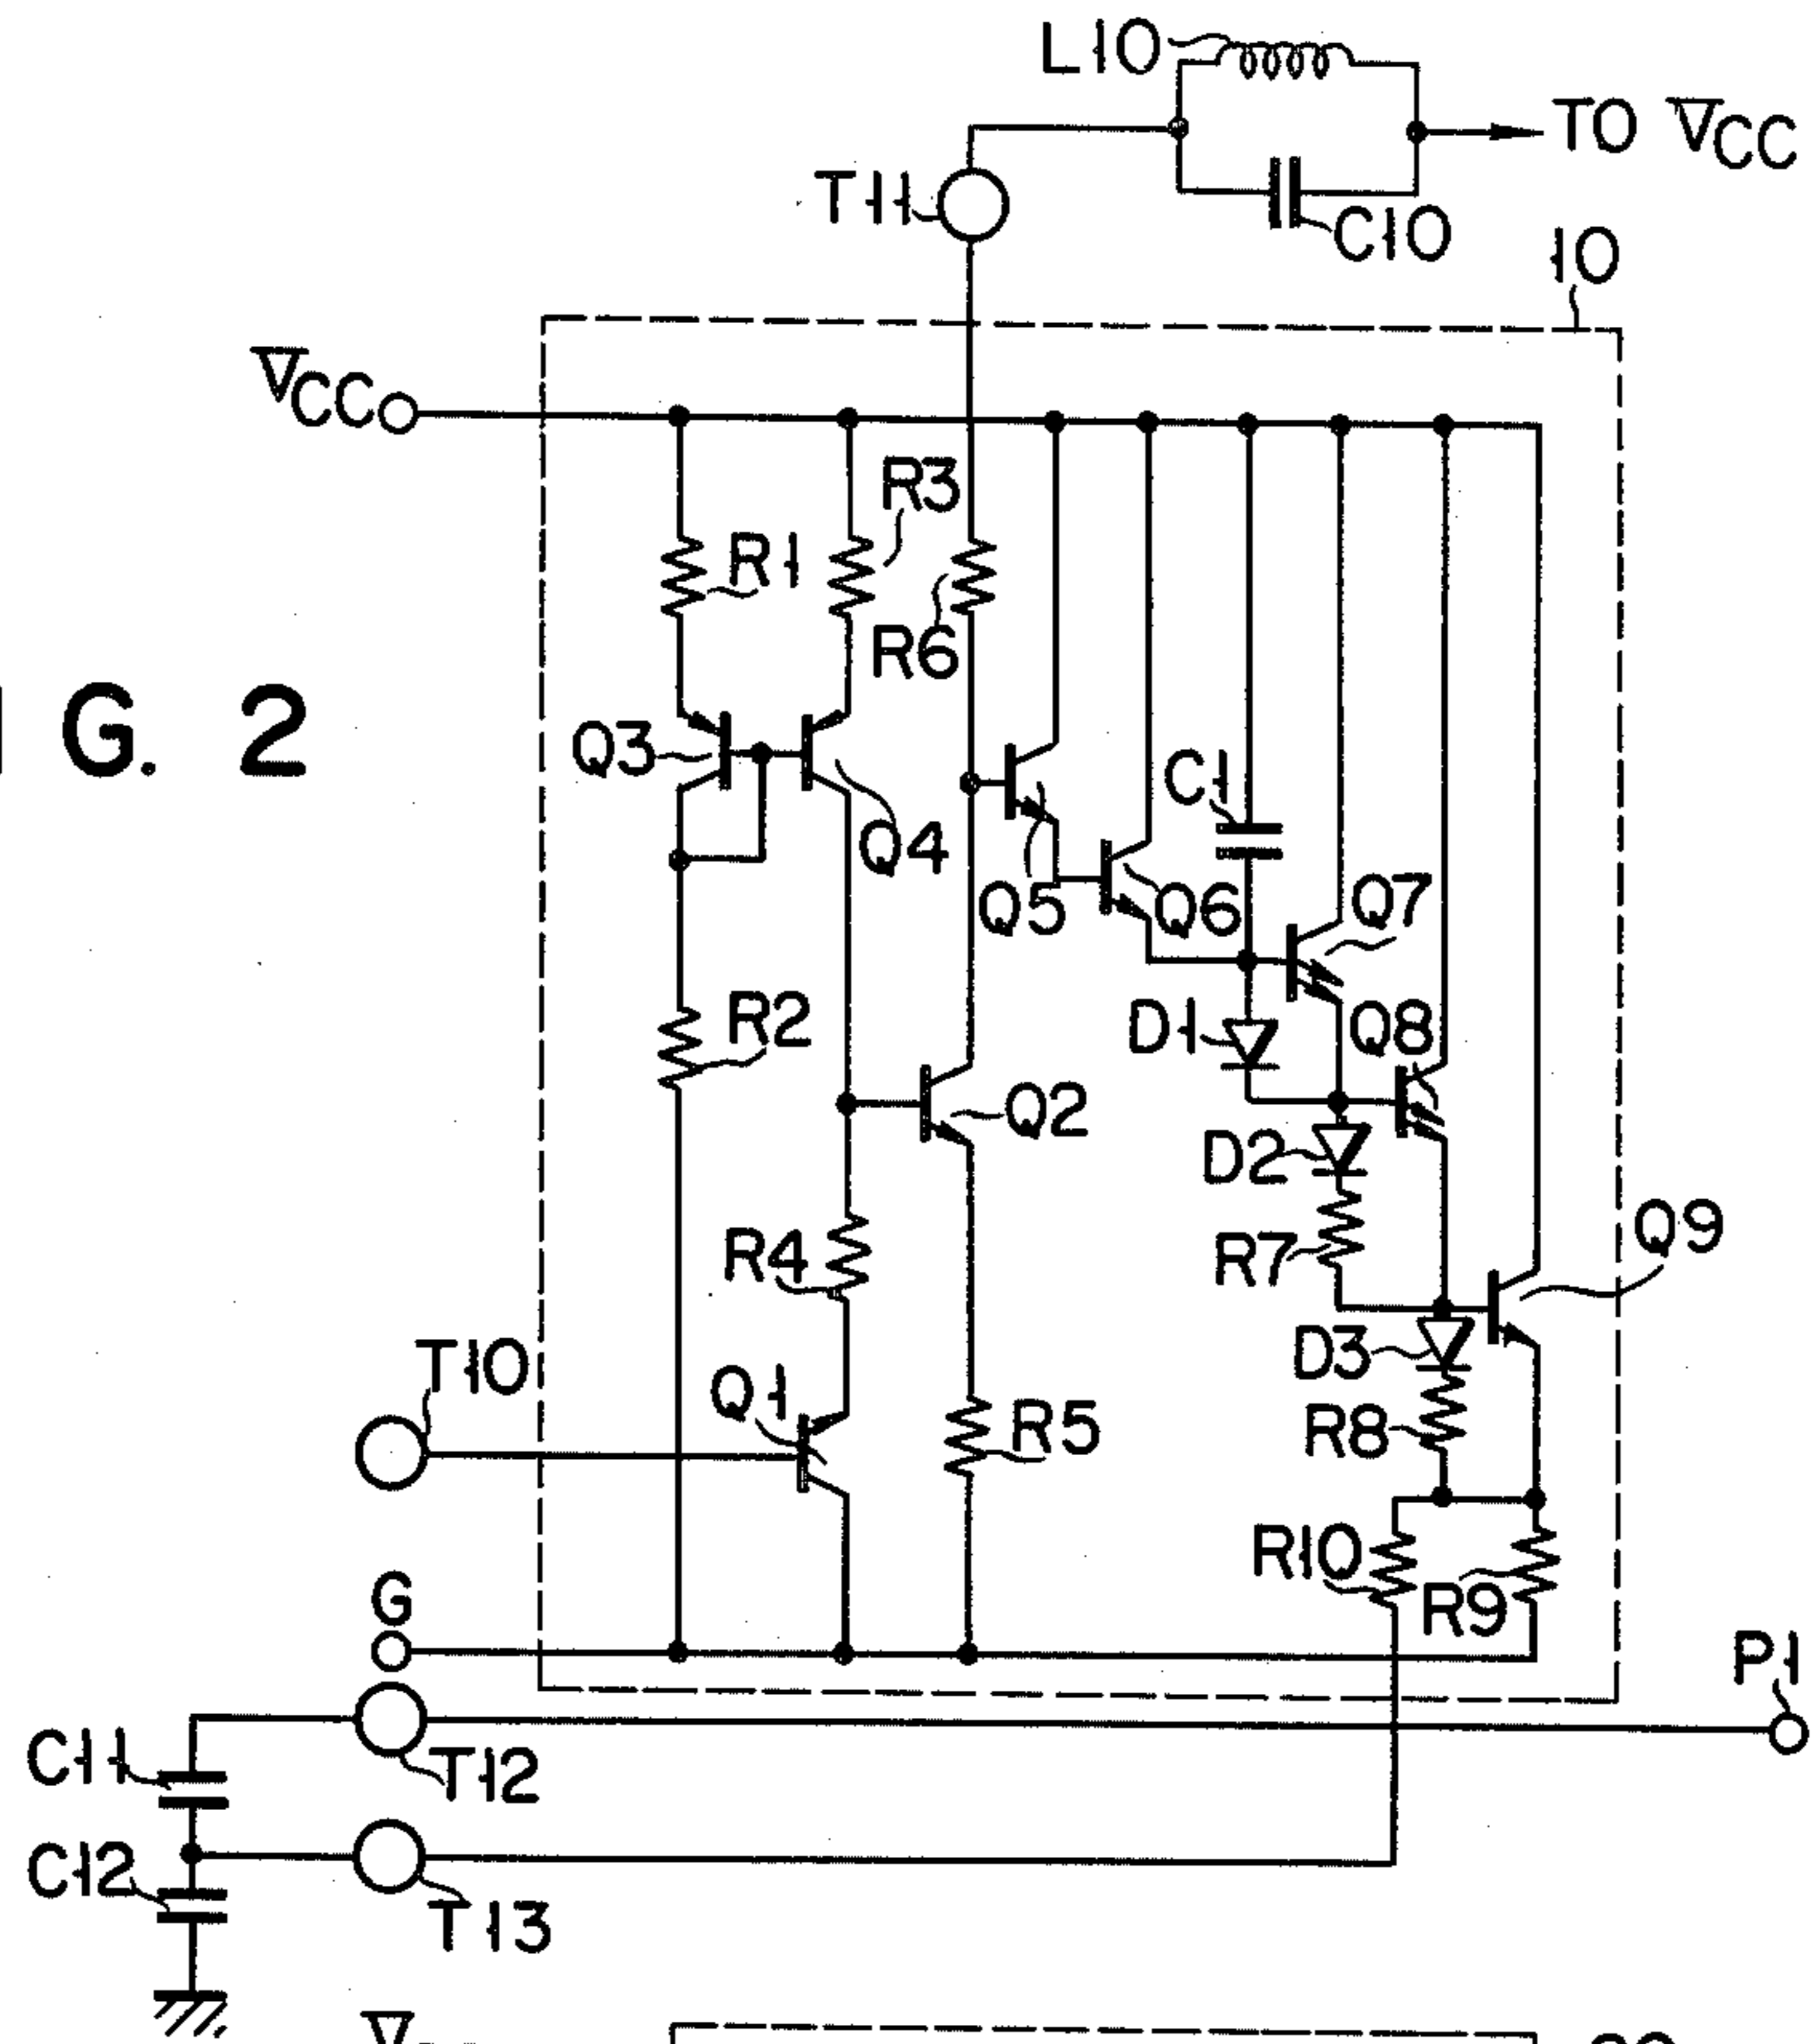 L10
TO VCC
T11
C10
10
VCC
R3
R1
R6
G. 2
Q3
C1
Q4
Q5
Q6
Q7
R2
D1
Q8
Q2
D2
R4
R7
Q9
T10
D3
Q1
R5
R8
R10
R9
G
P1
C11
T12
C12
T13